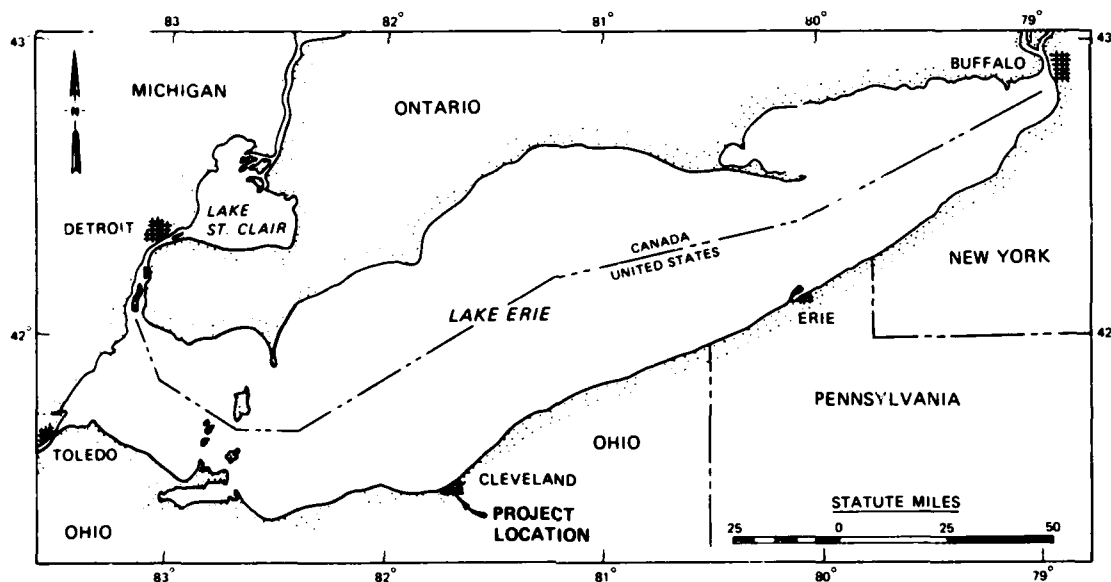 83
82°
81
80°
79°
43
43
MICHIGAN
N
ONTARIO
BUFFALO
LAKE
ST. CLAIR
DETROIT
CANADA
UNITED STATES
NEW YORK
LAKE ERIE
ERIE
42°
42°
PENNSYLVANIA
OHIO
TOLEDO
CLEVELAND
PROJECT
LOCATION
STATUTE MILES
25
0
25
50
OHIO
83°
82°
81°
80°
79°